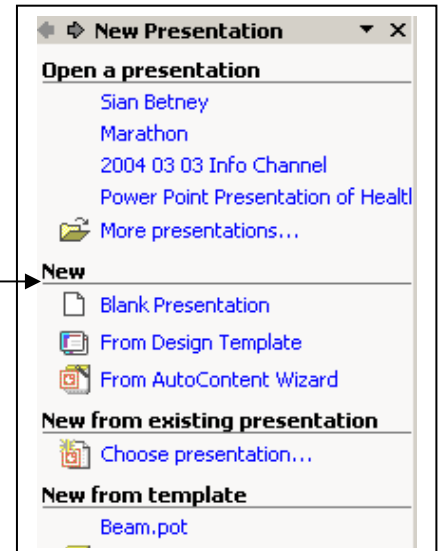 New Presentation
Open a presentation
Sian Betney
Marathon
2004 03 03 Info Channel
Power Point Presentation of Healtl
More presentations...
New
Blank Presentation
From Design Template
From AutoContent Wizard
New from existing presentation
Choose presentation...
New from template
Beam.pot